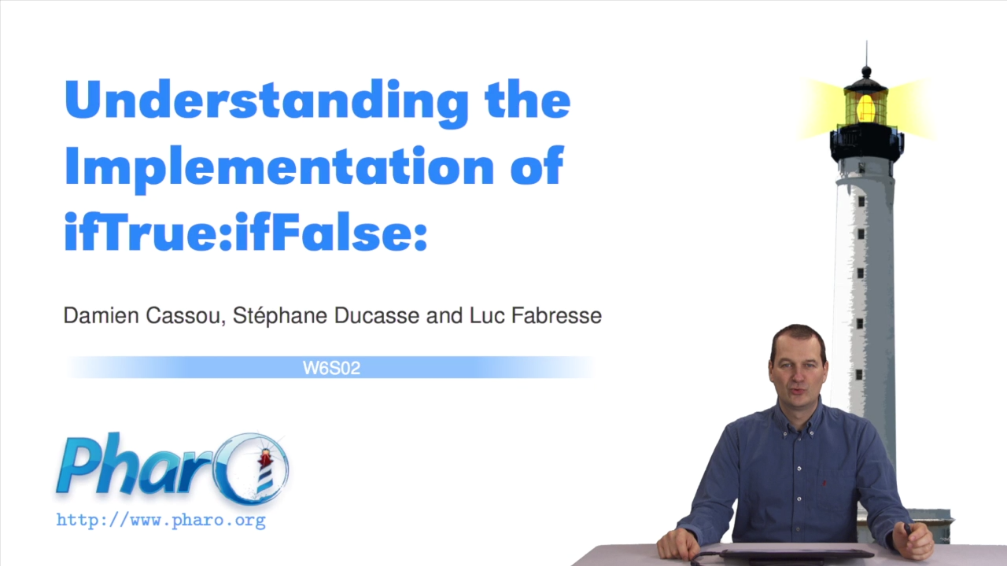 Understanding the
Implementation of
ifTrue:ifFalse:
Damien Cassou, Stéphane Ducasse and Luc Fabresse
W6S02
Pharo
http://www.pharo.org